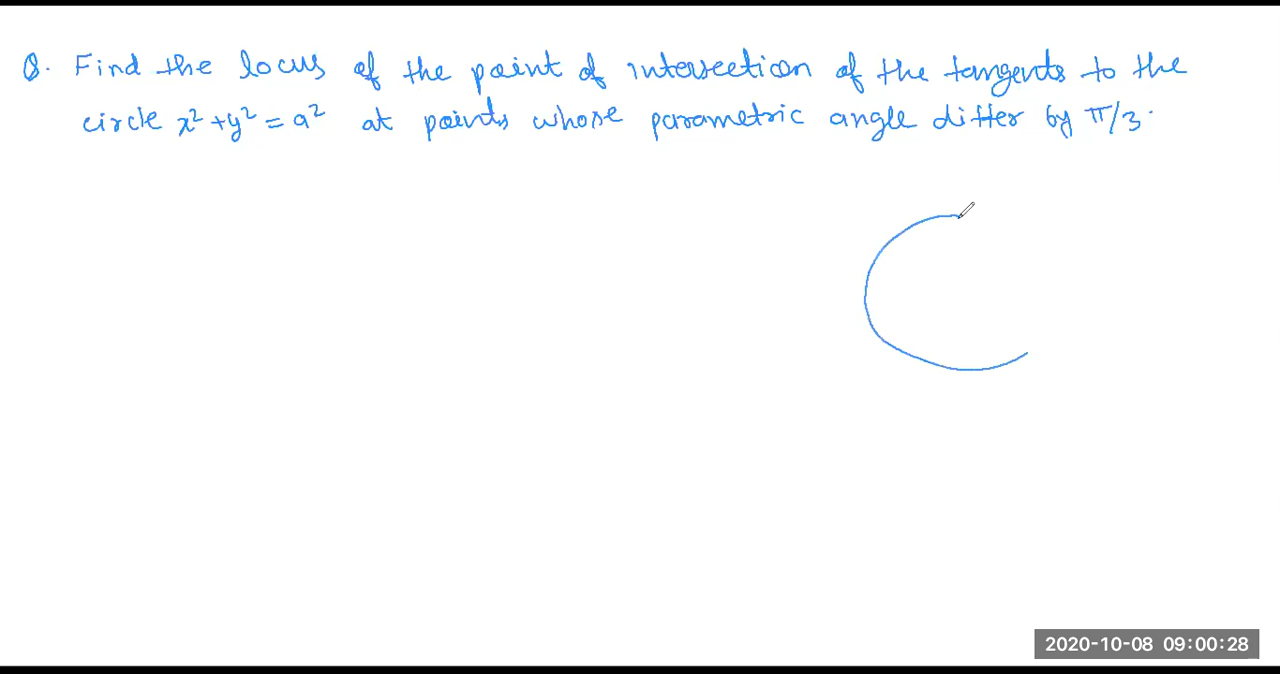 Q. Find the locus of the point of intersection of the tangents to the
circle x² + y² = a² at points whose parametric angle differ by π/3.
2020-10-08 09:00:28